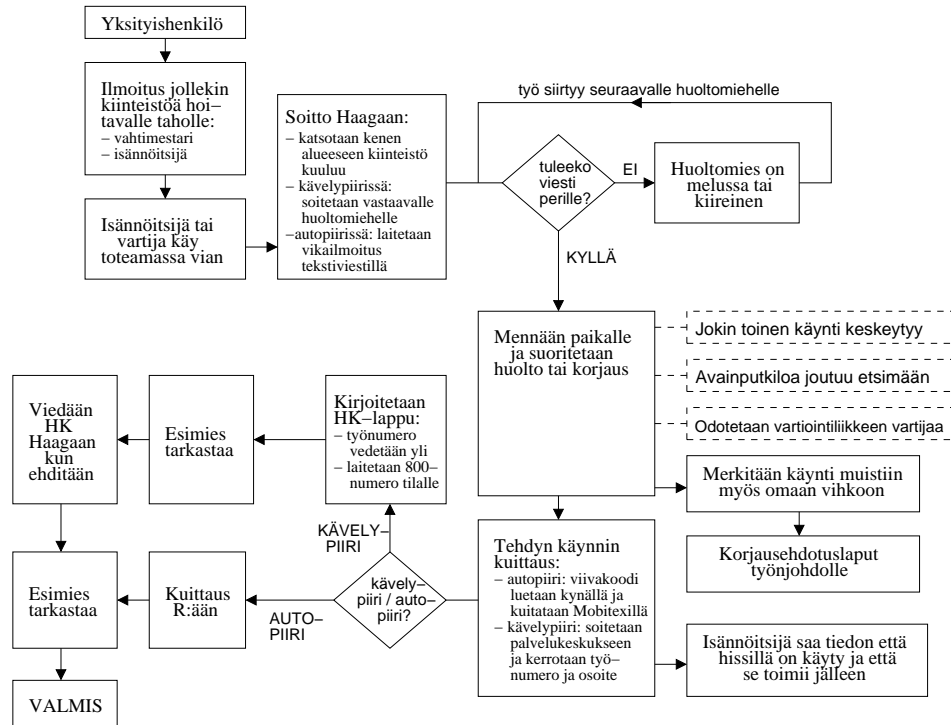 Yksityishenkilö
Ilmoitus jollekin
kiinteistöä hoi–
tavalle taholle:
– vahtimestari
– isännöitsijä
Isännöitsijä tai
vartija käy
toteamassa vian
Soitto Haagaan:
– katsotaan kenen
alueeseen kiinteistö
kuuluu
– kävelypiirissä:
soitetaan vastaavalle
huoltomiehelle
–autopiirissä: laitetaan
vikailmoitus
tekstiviestillä
työ siirtyy seuraavalle huoltomiehelle
tuleeko
viesti
perille?
EI
Huoltomies on
melussa tai
kiireinen
KYLLÄ
Mennään paikalle
ja suoritetaan
huolto tai korjaus
Jokin toinen käynti keskeytyy
Avainputkiloa joutuu etsimään
Odotetaan vartiointiliikkeen vartijaa
Merkitään käynti muistiin
myös omaan vihkoon
Korjausehdotuslaput
työnjohdolle
Tehdyn käynnin
kuittaus:
– autopiiri: viivakoodi
luetaan kynällä ja
kuitataan Mobitexillä
– kävelypiiri: soitetaan
palvelukeskukseen
ja kerrotaan työ–
numero ja osoite
Isännöitsijä saa tiedon että
hissillä on käyty ja että
se toimii jälleen
kävely–
piiri / auto–
piiri?
KÄVELY–
PIIRI
Kirjoitetaan
HK–lappu:
– työnumero
vedetään yli
– laitetaan 800–
numero tilalle
Esimies
tarkastaa
Viedään
HK
Haagaan
kun
ehditään
AUTO–
PIIRI
Kuittaus
R:ään
Esimies
tarkastaa
VALMIS